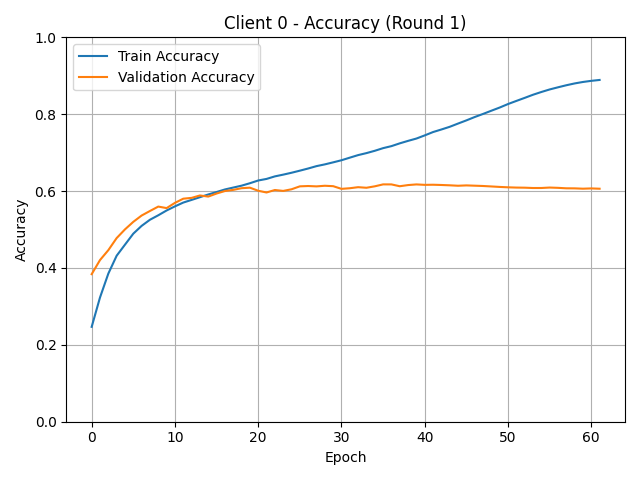 Client 0 - Accuracy (Round 1)
Train Accuracy
Validation Accuracy
Accuracy
1.0
0.8
0.6
0.4
0.2
0.0
0 10 20 30 40 50 60
Epoch